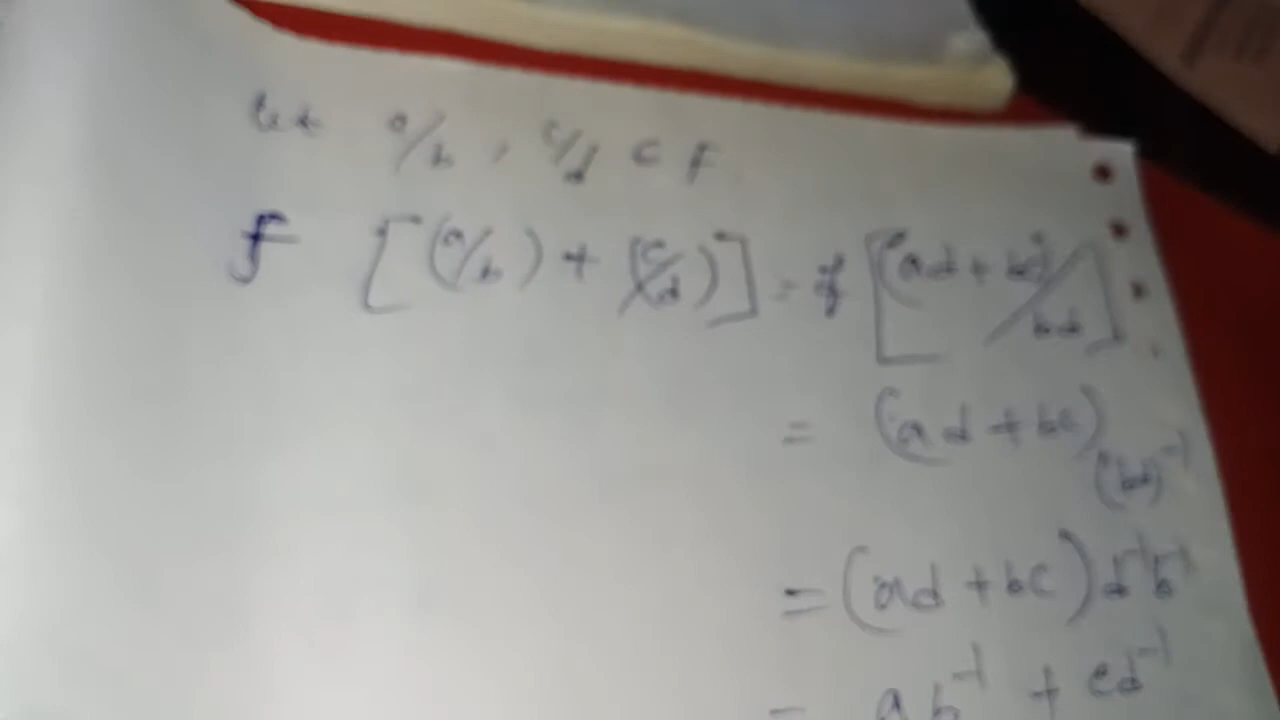 let a/b , c/d ∈ F
f [(a/b) + (c/d)] = f [(ad + bc)/bd]
= (ad + bc) (bd)⁻¹
= (ad + bc) d⁻¹b⁻¹
= ab⁻¹ + cd⁻¹